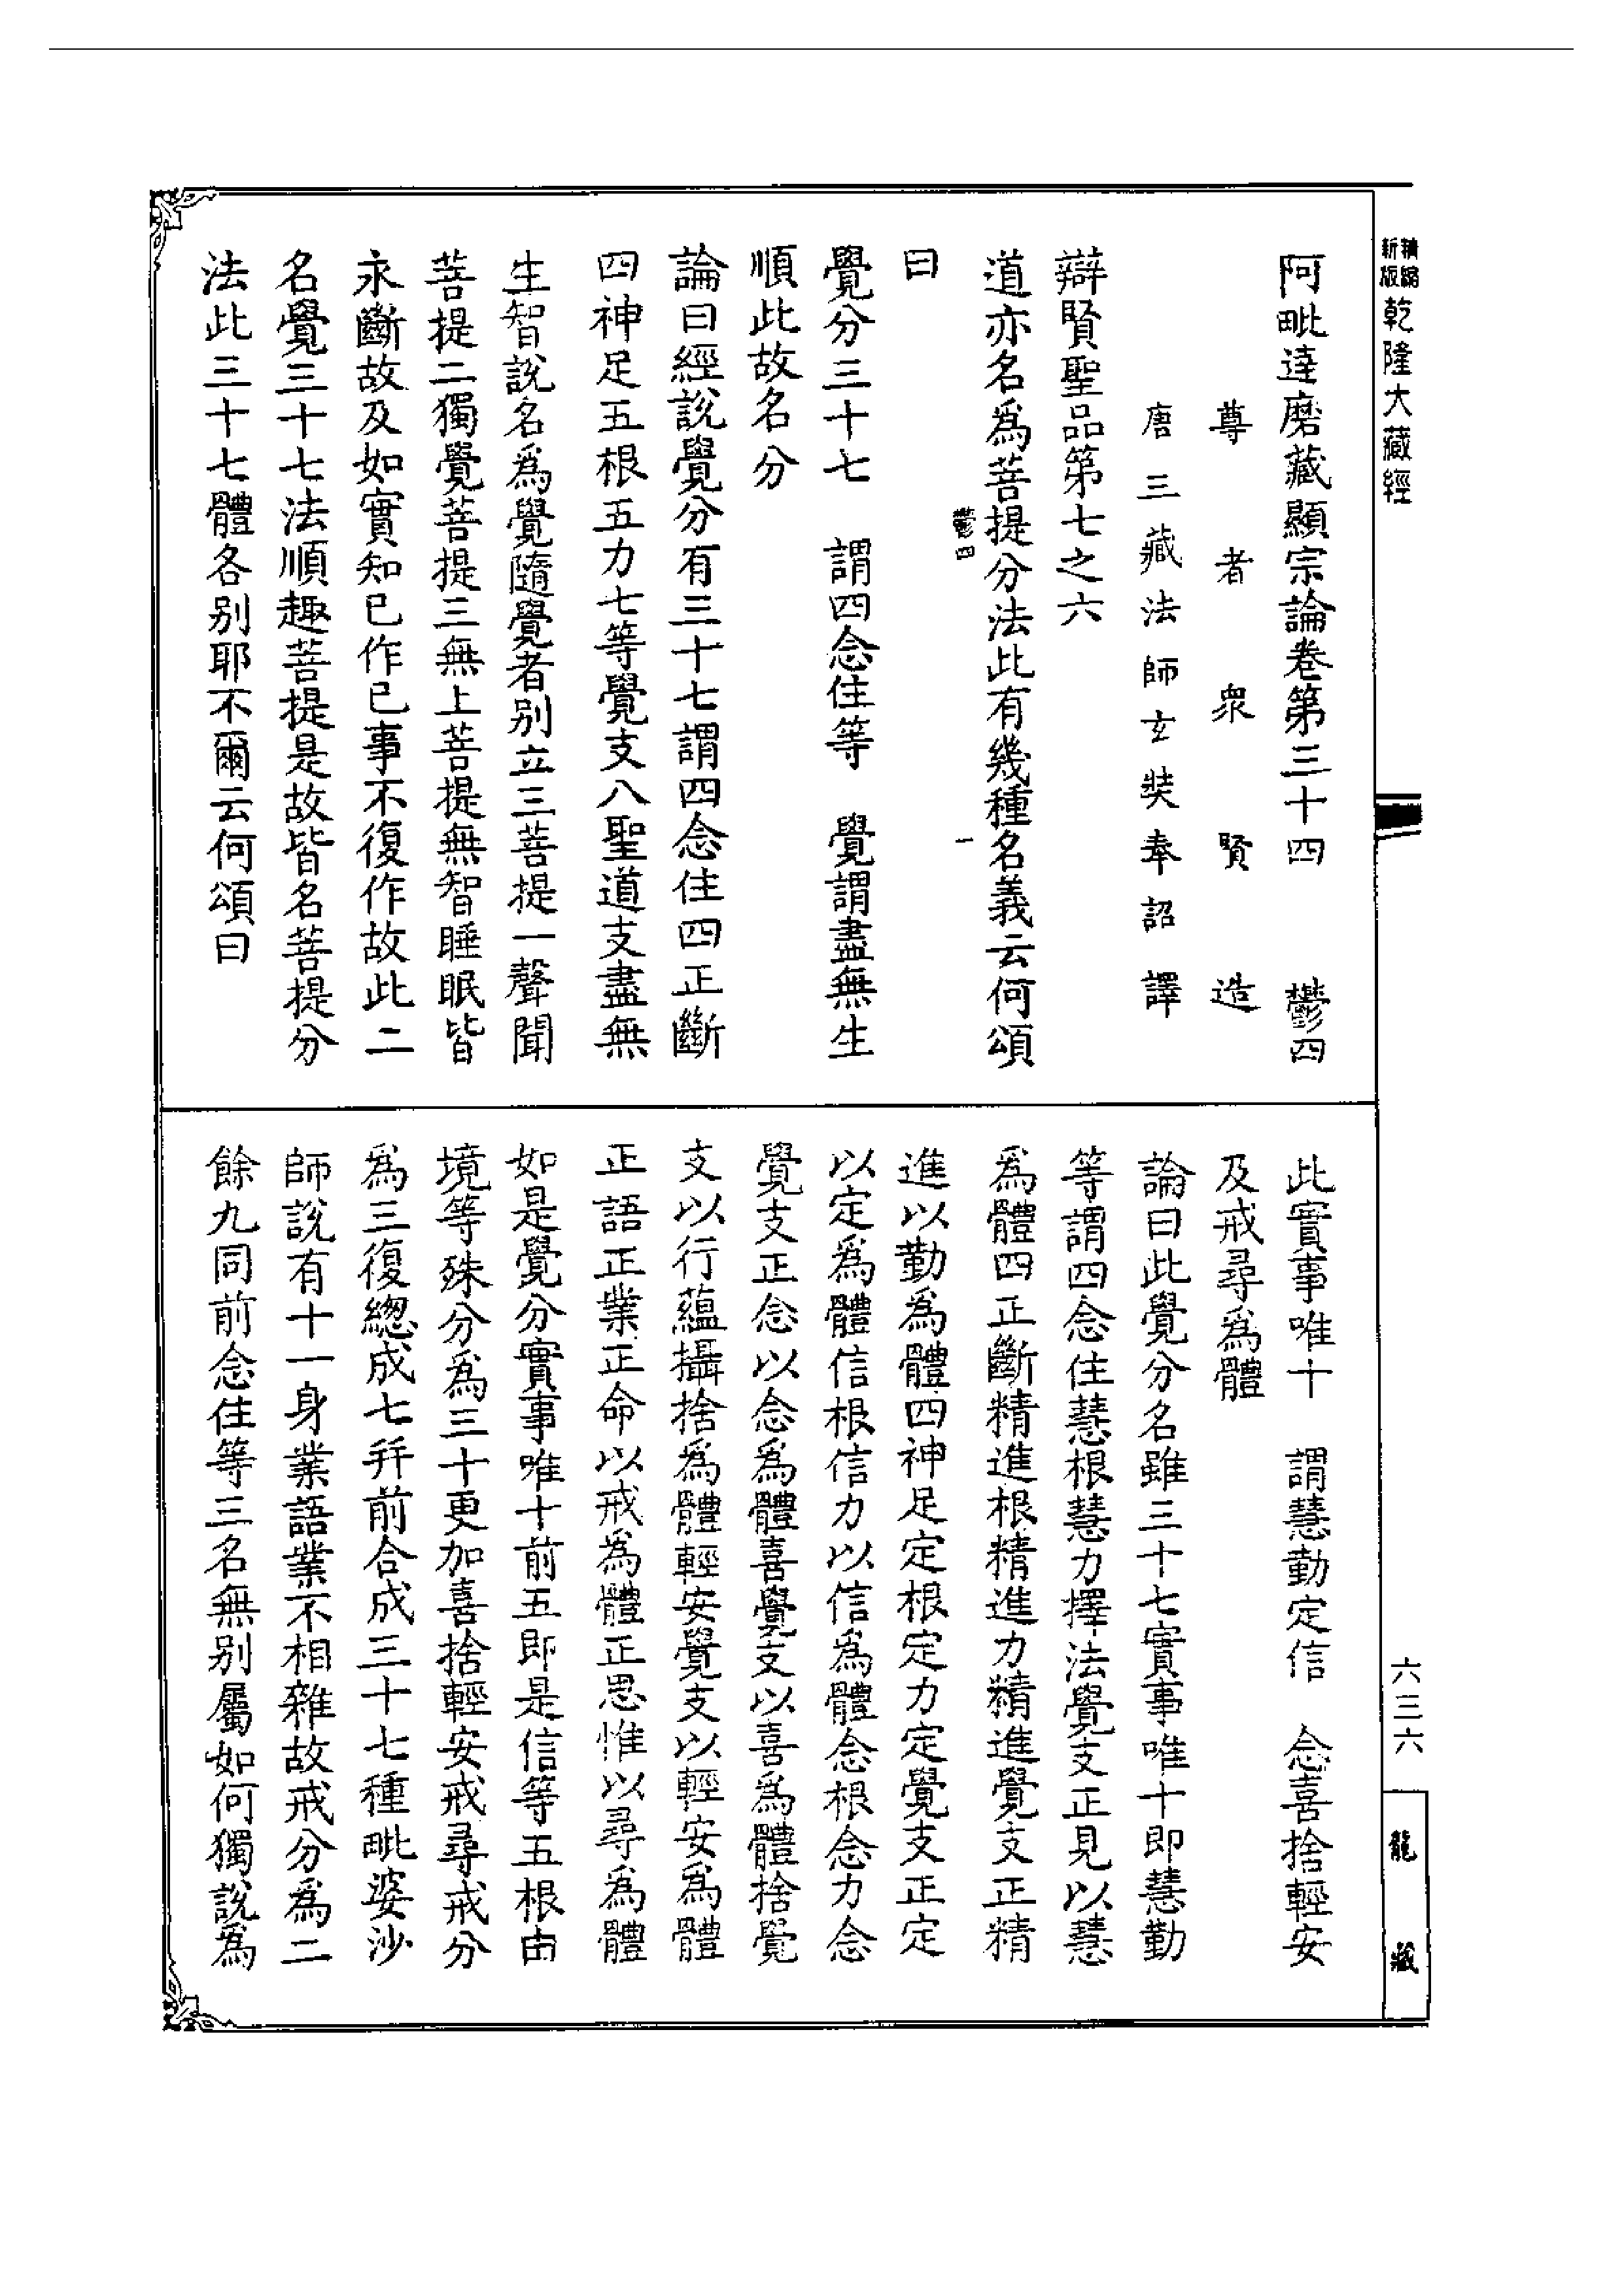 新版精縮乾隆大藏經
六三六
龍藏
阿毗達磨藏顯宗論卷第三十四 鬱四
尊者衆賢造
唐三藏法師玄奘奉詔譯
辯賢聖品第七之六
道亦名爲菩提分法此有幾種名義云何頌
鬱四 一
曰
覺分三十七 謂四念住等 覺謂盡無生
順此故名分
論曰經說覺分有三十七謂四念住四正斷
四神足五根五力七等覺支八聖道支盡無
生智說名爲覺隨覺者別立三菩提一聲聞
菩提二獨覺菩提三無上菩提無智睡眠皆
永斷故及如實知已作已事不復作故此二
名覺三十七法順趣菩提是故皆名菩提分
法此三十七體各別耶不爾云何頌曰
此實事唯十 謂慧勤定信 念喜捨輕安
及戒尋爲體
論曰此覺分名雖三十七實事唯十即慧勤
等謂四念住慧根慧力擇法覺支正見以慧
爲體四正斷精進根精進力精進覺支正精
進以勤爲體四神足定根定力定覺支正定
以定爲體信根信力以信爲體念根念力念
覺支正念以念爲體喜覺支以喜爲體捨覺
支以行蘊攝捨爲體輕安覺支以輕安爲體
正語正業正命以戒爲體正思惟以尋爲體
如是覺分實事唯十前五即是信等五根由
境等殊分爲三十更加喜捨輕安戒尋戒分
爲三復緫成七幷前合成三十七種毗婆沙
師說有十一身業語業不相雜故戒分爲二
餘九同前念住等三名無別屬如何獨說爲